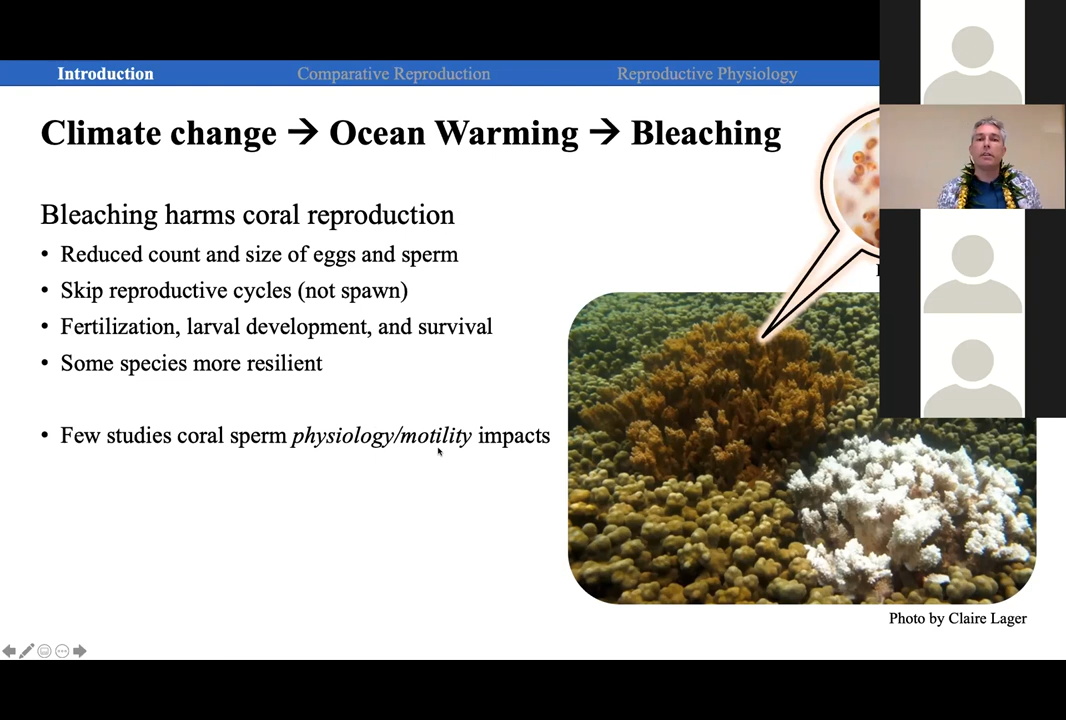 Introduction
Comparative Reproduction
Reproductive Physiology
Climate change → Ocean Warming → Bleaching
Bleaching harms coral reproduction
• Reduced count and size of eggs and sperm
• Skip reproductive cycles (not spawn)
• Fertilization, larval development, and survival
• Some species more resilient
• Few studies coral sperm physiology/motility impacts
Photo by Claire Lager